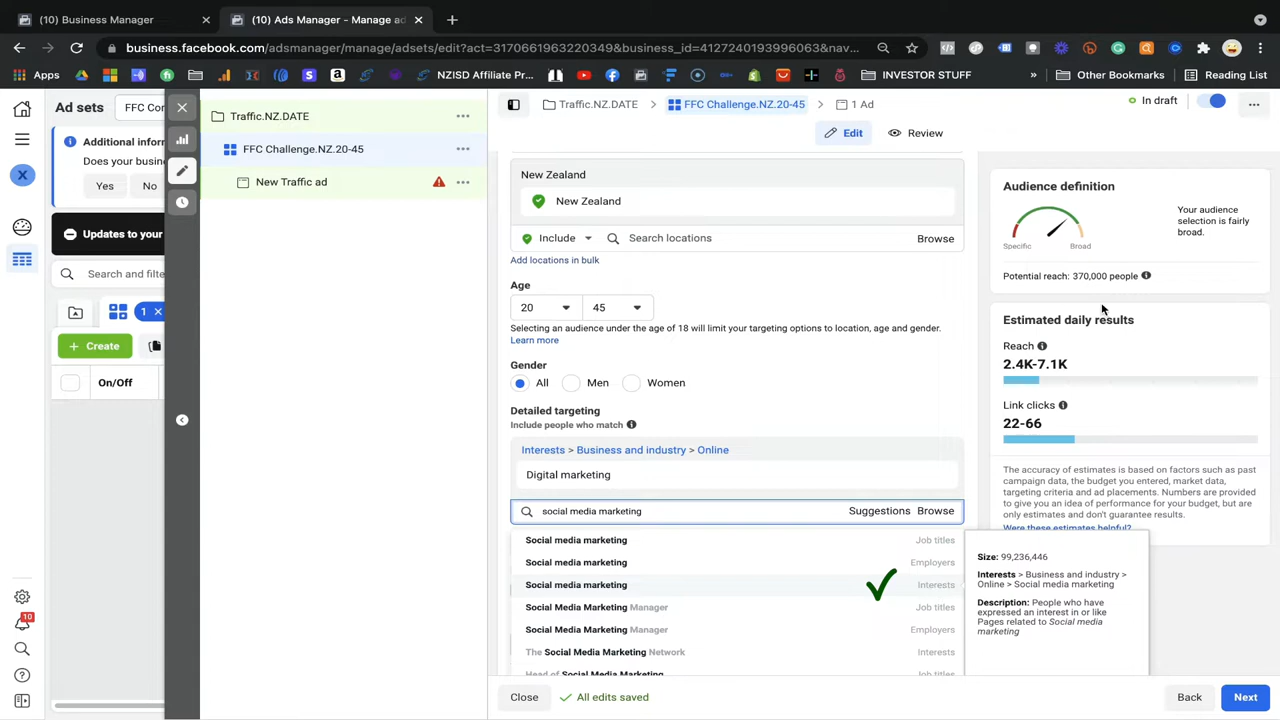 (10) Business Manager
(10) Ads Manager - Manage ad
business.facebook.com/adsmanager/manage/adsets/edit?act=3170661963220349&business_id=4127240193996063&nav...
Apps
NZISD Affiliate Pr...
INVESTOR STUFF
Other Bookmarks
Reading List
Ad sets
FFC Cor
Additional inform
Does your busin
Yes
No
Updates to your
Search and filte
1
Create
On/Off
10
Traffic.NZ.DATE
FFC Challenge.NZ.20-45
New Traffic ad
Traffic.NZ.DATE
FFC Challenge.NZ.20-45
1 Ad
In draft
Edit
Review
New Zealand
New Zealand
Include
Search locations
Browse
Add locations in bulk
Age
20
45
Selecting an audience under the age of 18 will limit your targeting options to location, age and gender.
Learn more
Gender
All
Men
Women
Detailed targeting
Include people who match
Interests > Business and industry > Online
Digital marketing
social media marketing
Suggestions
Browse
Social media marketing Job titles
Social media marketing Employers
Social media marketing Interests
Social Media Marketing Manager Job titles
Social Media Marketing Manager Employers
The Social Media Marketing Network Interests
Head of Social Media Marketing Job titles
Close
All edits saved
Back
Next
Audience definition
Specific
Broad
Your audience
selection is fairly
broad.
Potential reach: 370,000 people
Estimated daily results
Reach
2.4K-7.1K
Link clicks
22-66
The accuracy of estimates is based on factors such as past
campaign data, the budget you entered, market data,
targeting criteria and ad placements. Numbers are provided
to give you an idea of performance for your budget, but are
only estimates and don't guarantee results.
Were these estimates helpful?
Size: 99,236,446
Interests > Business and industry >
Online > Social media marketing
Description: People who have
expressed an interest in or like
Pages related to Social media
marketing